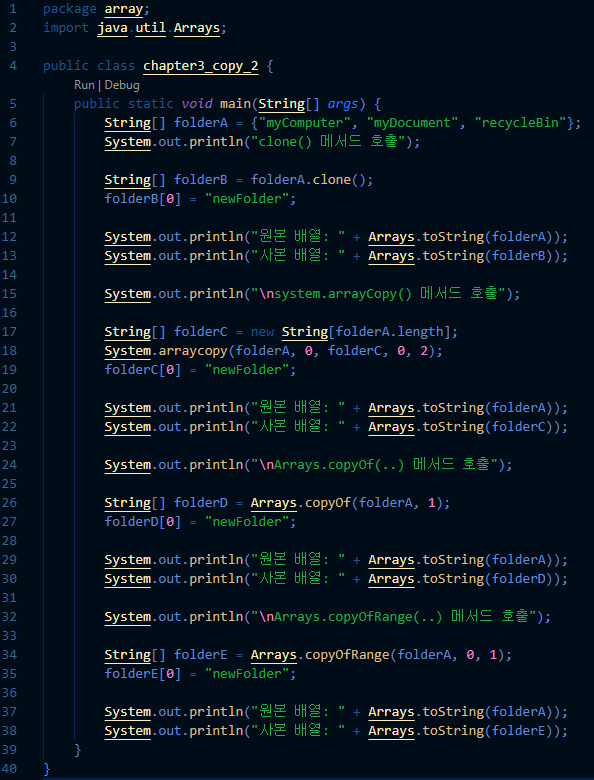 1 package array;
2 import java.util.Arrays;
3
4 public class chapter3_copy_2 {
Run | Debug
5 public static void main(String[] args) {
6 String[] folderA = {"myComputer", "myDocument", "recycleBin"};
7 System.out.println("clone() 메서드 호출");
8
9 String[] folderB = folderA.clone();
10 folderB[0] = "newFolder";
11
12 System.out.println("원본 배열: " + Arrays.toString(folderA));
13 System.out.println("사본 배열: " + Arrays.toString(folderB));
14
15 System.out.println("\nsystem.arrayCopy() 메서드 호출");
16
17 String[] folderC = new String[folderA.length];
18 System.arraycopy(folderA, 0, folderC, 0, 2);
19 folderC[0] = "newFolder";
20
21 System.out.println("원본 배열: " + Arrays.toString(folderA));
22 System.out.println("사본 배열: " + Arrays.toString(folderC));
23
24 System.out.println("\nArrays.copyOf(..) 메서드 호출");
25
26 String[] folderD = Arrays.copyOf(folderA, 1);
27 folderD[0] = "newFolder";
28
29 System.out.println("원본 배열: " + Arrays.toString(folderA));
30 System.out.println("사본 배열: " + Arrays.toString(folderD));
31
32 System.out.println("\nArrays.copyOfRange(..) 메서드 호출");
33
34 String[] folderE = Arrays.copyOfRange(folderA, 0, 1);
35 folderE[0] = "newFolder";
36
37 System.out.println("원본 배열: " + Arrays.toString(folderA));
38 System.out.println("사본 배열: " + Arrays.toString(folderE));
39 }
40 }